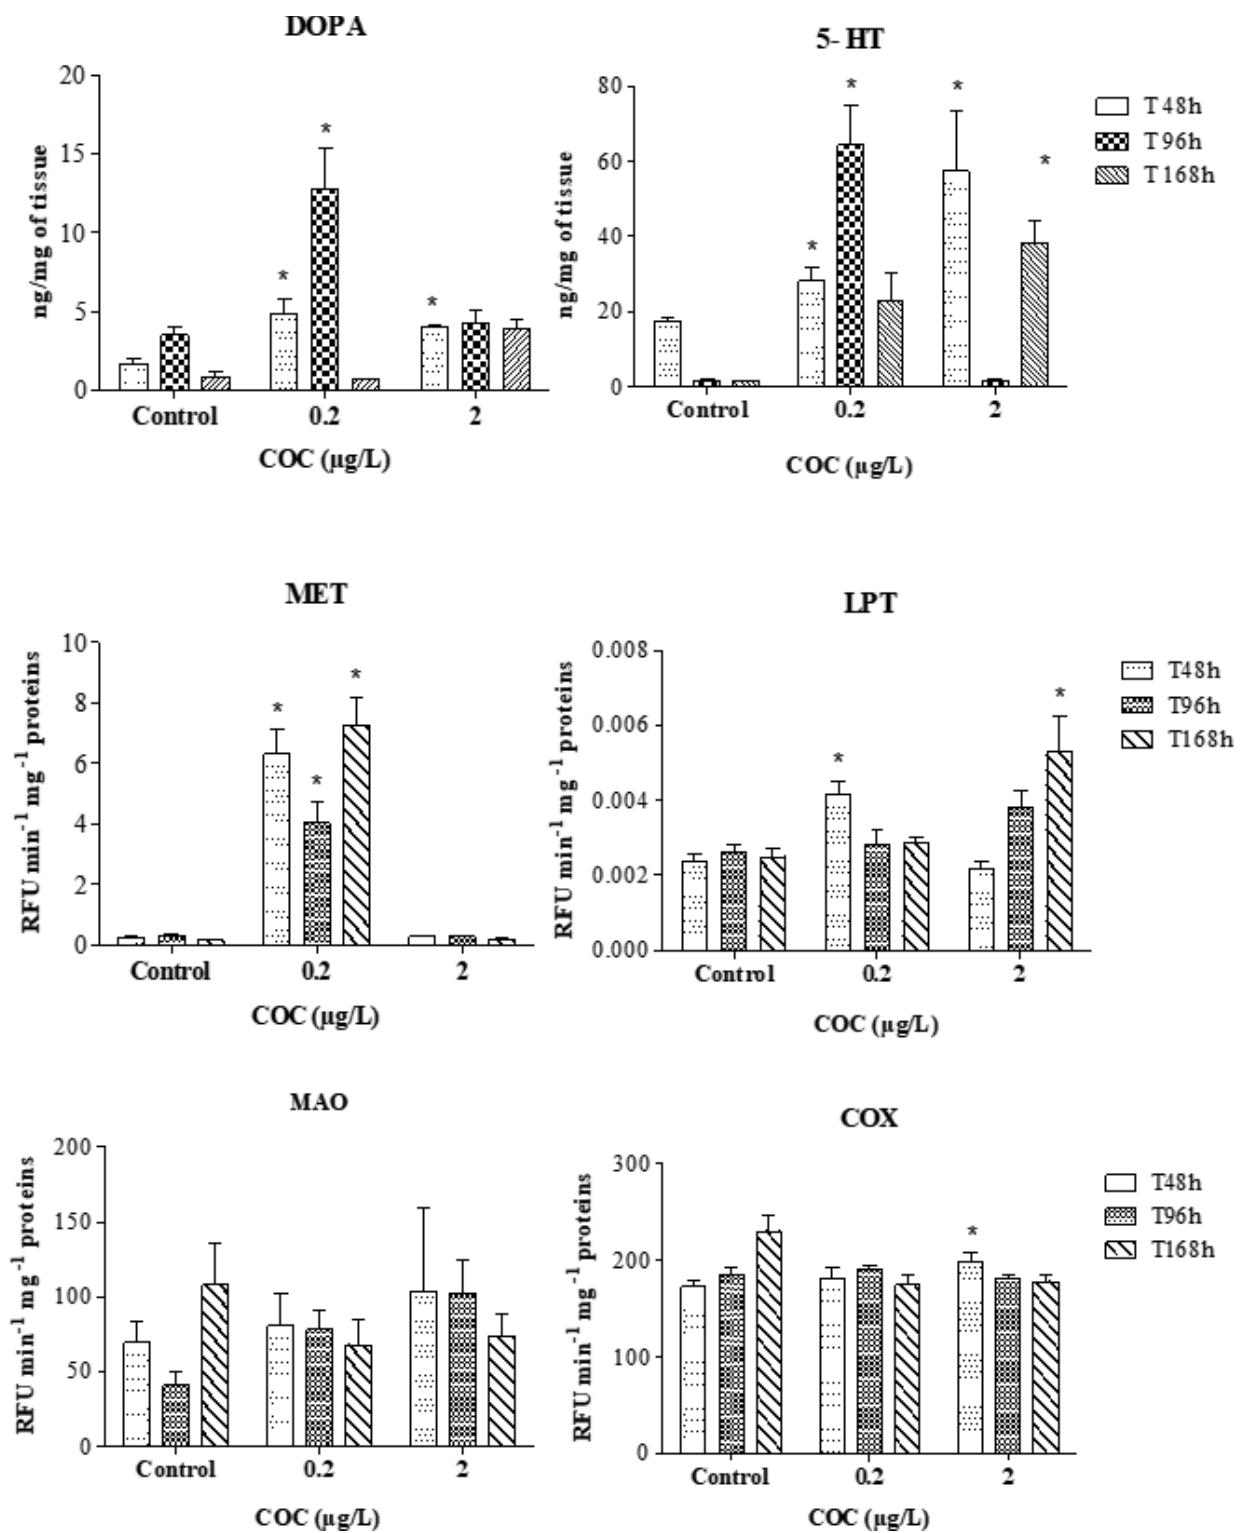 DOPA
20
15
10
5
0
ng/mg of tissue
*
*
*
Control 0.2 2
COC (µg/L)
5- HT
80
60
40
20
0
ng/mg of tissue
*
*
*
*
Control 0.2 2
COC (µg/L)
T 48h
T 96h
T 168h
MET
10
8
6
4
2
0
RFU min-1 mg-1 proteins
*
*
*
Control 0.2 2
COC (µg/L)
LPT
0.008
0.006
0.004
0.002
0.000
RFU min-1 mg-1 proteins
*
*
Control 0.2 2
COC (µg/L)
T48h
T96h
T168h
MAO
200
150
100
50
0
RFU min-1 mg-1 proteins
Control 0.2 2
COC (µg/L)
COX
300
200
100
0
RFU min-1 mg-1 proteins
*
Control 0.2 2
COC (µg/L)
T48h
T96h
T168h